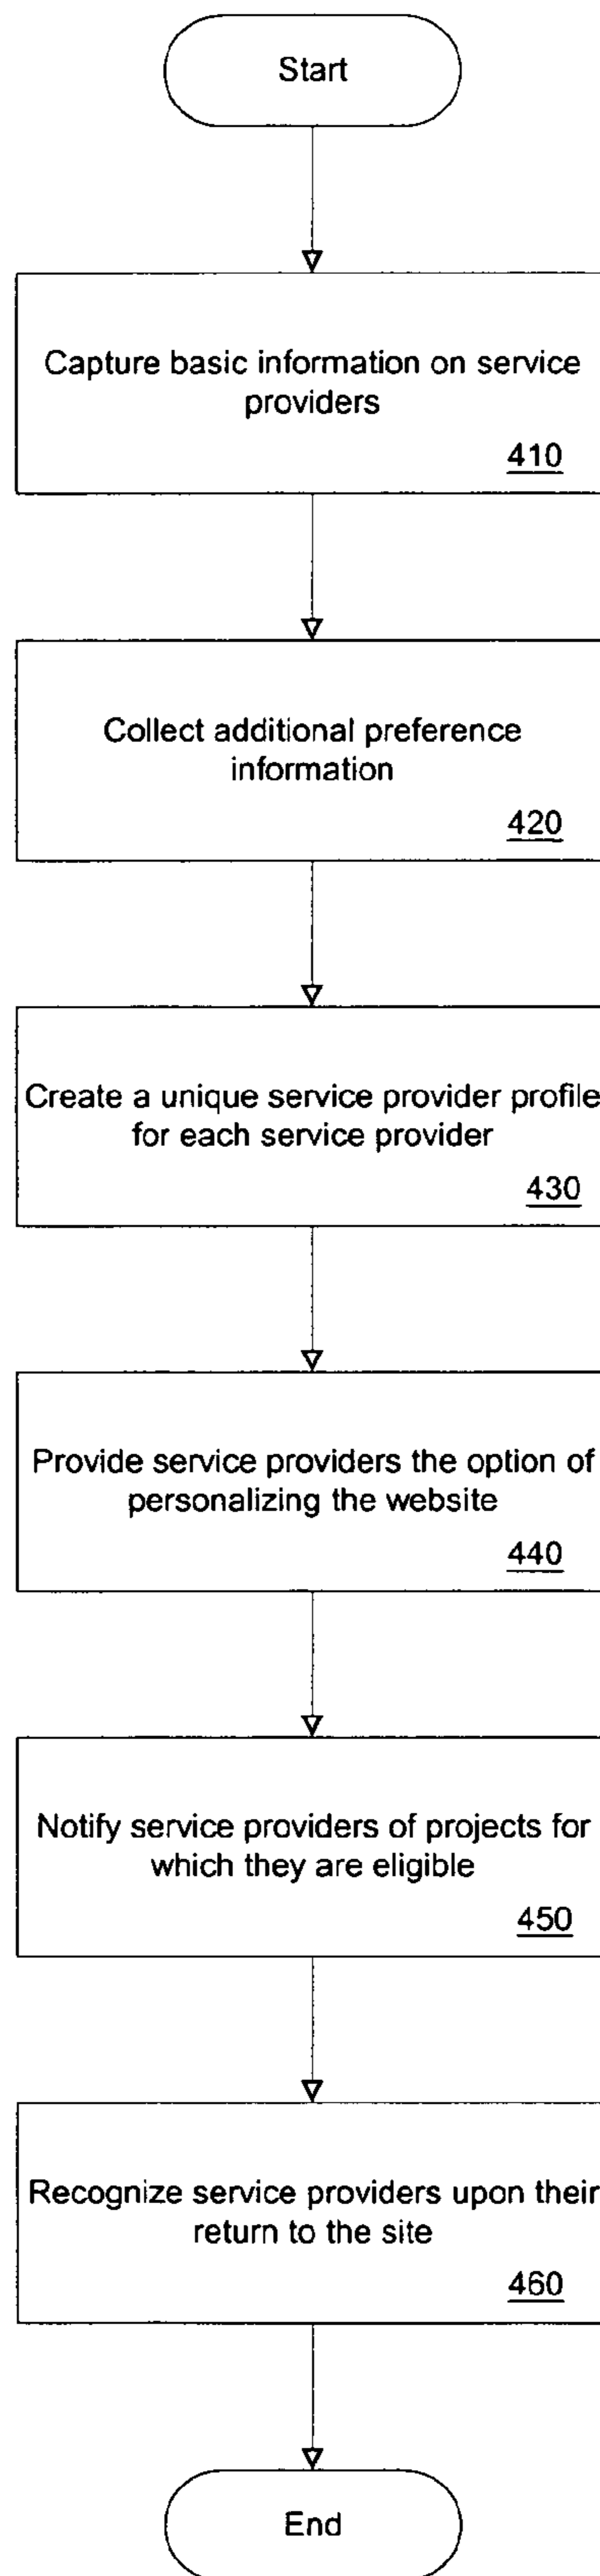 Start
Capture basic information on service
providers
410
Collect additional preference
information
420
Create a unique service provider profile
for each service provider
430
Provide service providers the option of
personalizing the website
440
Notify service providers of projects for
which they are eligible
450
Recognize service providers upon their
return to the site
460
End